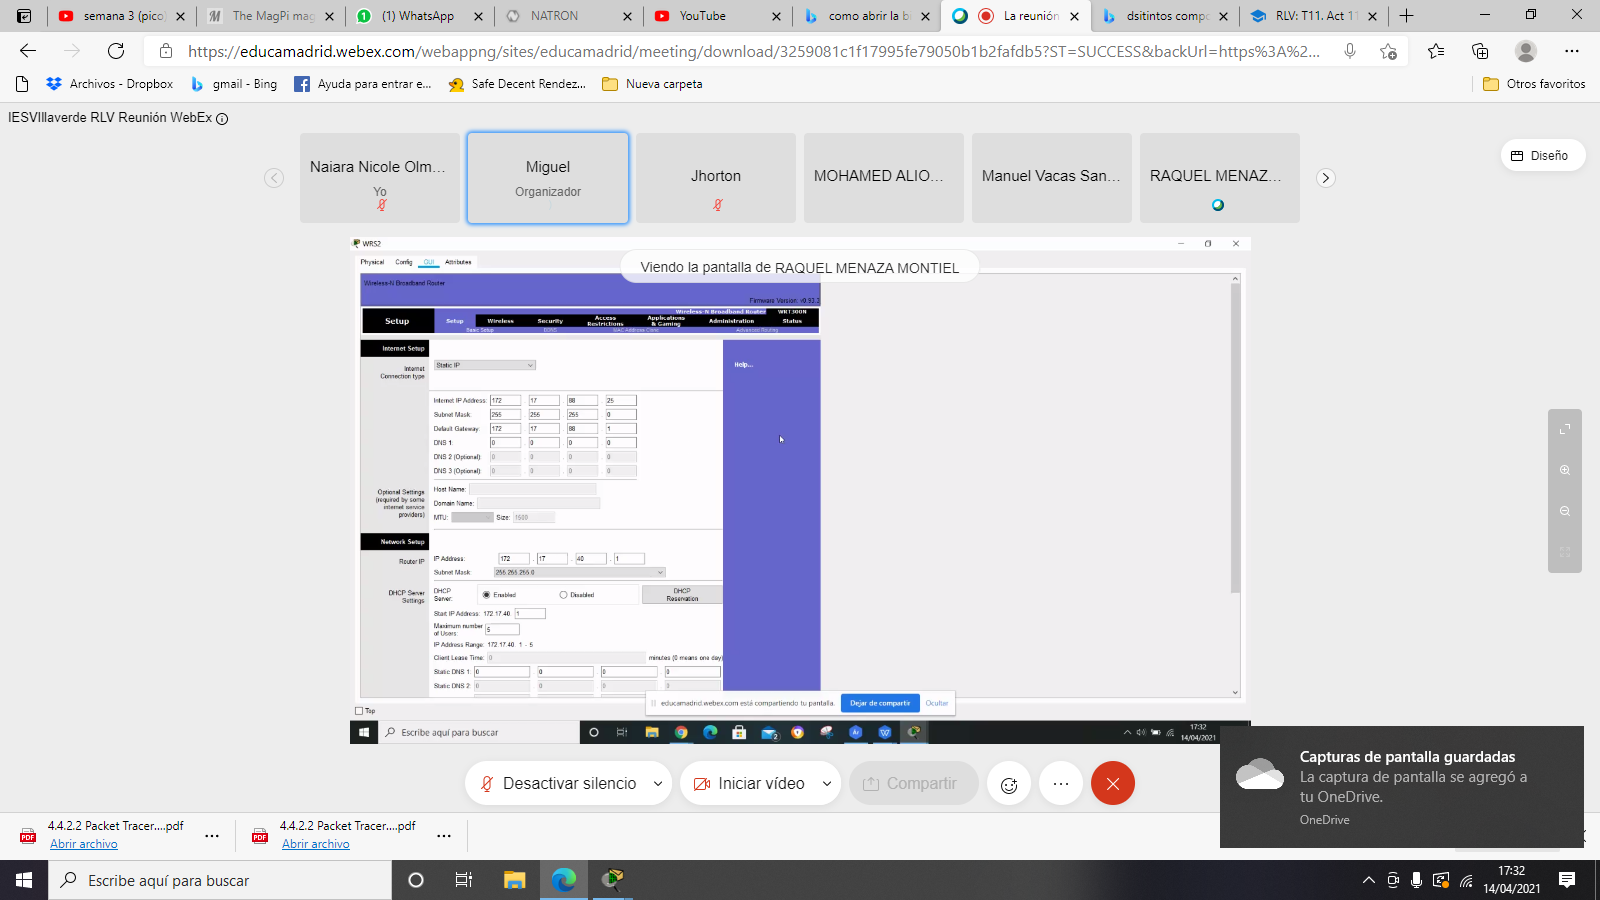 semana 3 (pico)
The MagPi mag
(1) WhatsApp
NATRON
YouTube
como abrir la b
La reunión
dsitintos comp
RLV: T11. Act 11
https://educamadrid.webex.com/webappng/sites/educamadrid/meeting/download/3259081c1f17995fe79050b1b2fafdb5?ST=SUCCESS&backUrl=https%3A%2...
Archivos - Dropbox
gmail - Bing
Ayuda para entrar e...
Safe Decent Rendez...
Nueva carpeta
Otros favoritos
IESVIllaverde RLV Reunión WebEx
Naiara Nicole Olm...
Yo
Miguel
Organizador
Jhorton
MOHAMED ALIO...
Manuel Vacas San...
RAQUEL MENAZ...
Diseño
WRS2
Physical Config GUI Attributes
Viendo la pantalla de RAQUEL MENAZA MONTIEL
Wireless-N Broadband Router
Firmware Version: v0.93.3
Wireless-N Broadband Router WRT300N
Setup
Setup Wireless Security Access Restrictions Applications & Gaming Administration Status
Basic Setup DDNS MAC Address Clone Advanced Routing
Internet Setup
Internet Connection type
Static IP
Help...
Internet IP Address: 172 . 17 . 88 . 25
Subnet Mask: 255 . 255 . 255 . 0
Default Gateway: 172 . 17 . 88 . 1
DNS 1: 0 . 0 . 0 . 0
DNS 2 (Optional): 0 . 0 . 0 . 0
DNS 3 (Optional): 0 . 0 . 0 . 0
Optional Settings
(required by some
internet service
providers)
Host Name:
Domain Name:
MTU: Size: 1500
Network Setup
Router IP
IP Address: 172 . 17 . 40 . 1
Subnet Mask: 255.255.255.0
DHCP Server Settings
DHCP Server: Enabled Disabled DHCP Reservation
Start IP Address: 172.17.40. 1
Maximum number of Users: 5
IP Address Range: 172.17.40. 1 - 5
Client Lease Time: 0 minutes (0 means one day)
Static DNS 1: 0 . 0 . 0 . 0
Static DNS 2: 0 . 0 . 0 . 0
educamadrid.webex.com está compartiendo tu pantalla.
Dejar de compartir
Ocultar
Top
Escribe aquí para buscar
2
17:32
14/04/2021
Desactivar silencio
Iniciar vídeo
Compartir
Capturas de pantalla guardadas
La captura de pantalla se agregó a
tu OneDrive.
OneDrive
PDF
4.4.2.2 Packet Tracer....pdf
Abrir archivo
PDF
4.4.2.2 Packet Tracer....pdf
Abrir archivo
Escribe aquí para buscar
17:32
14/04/2021